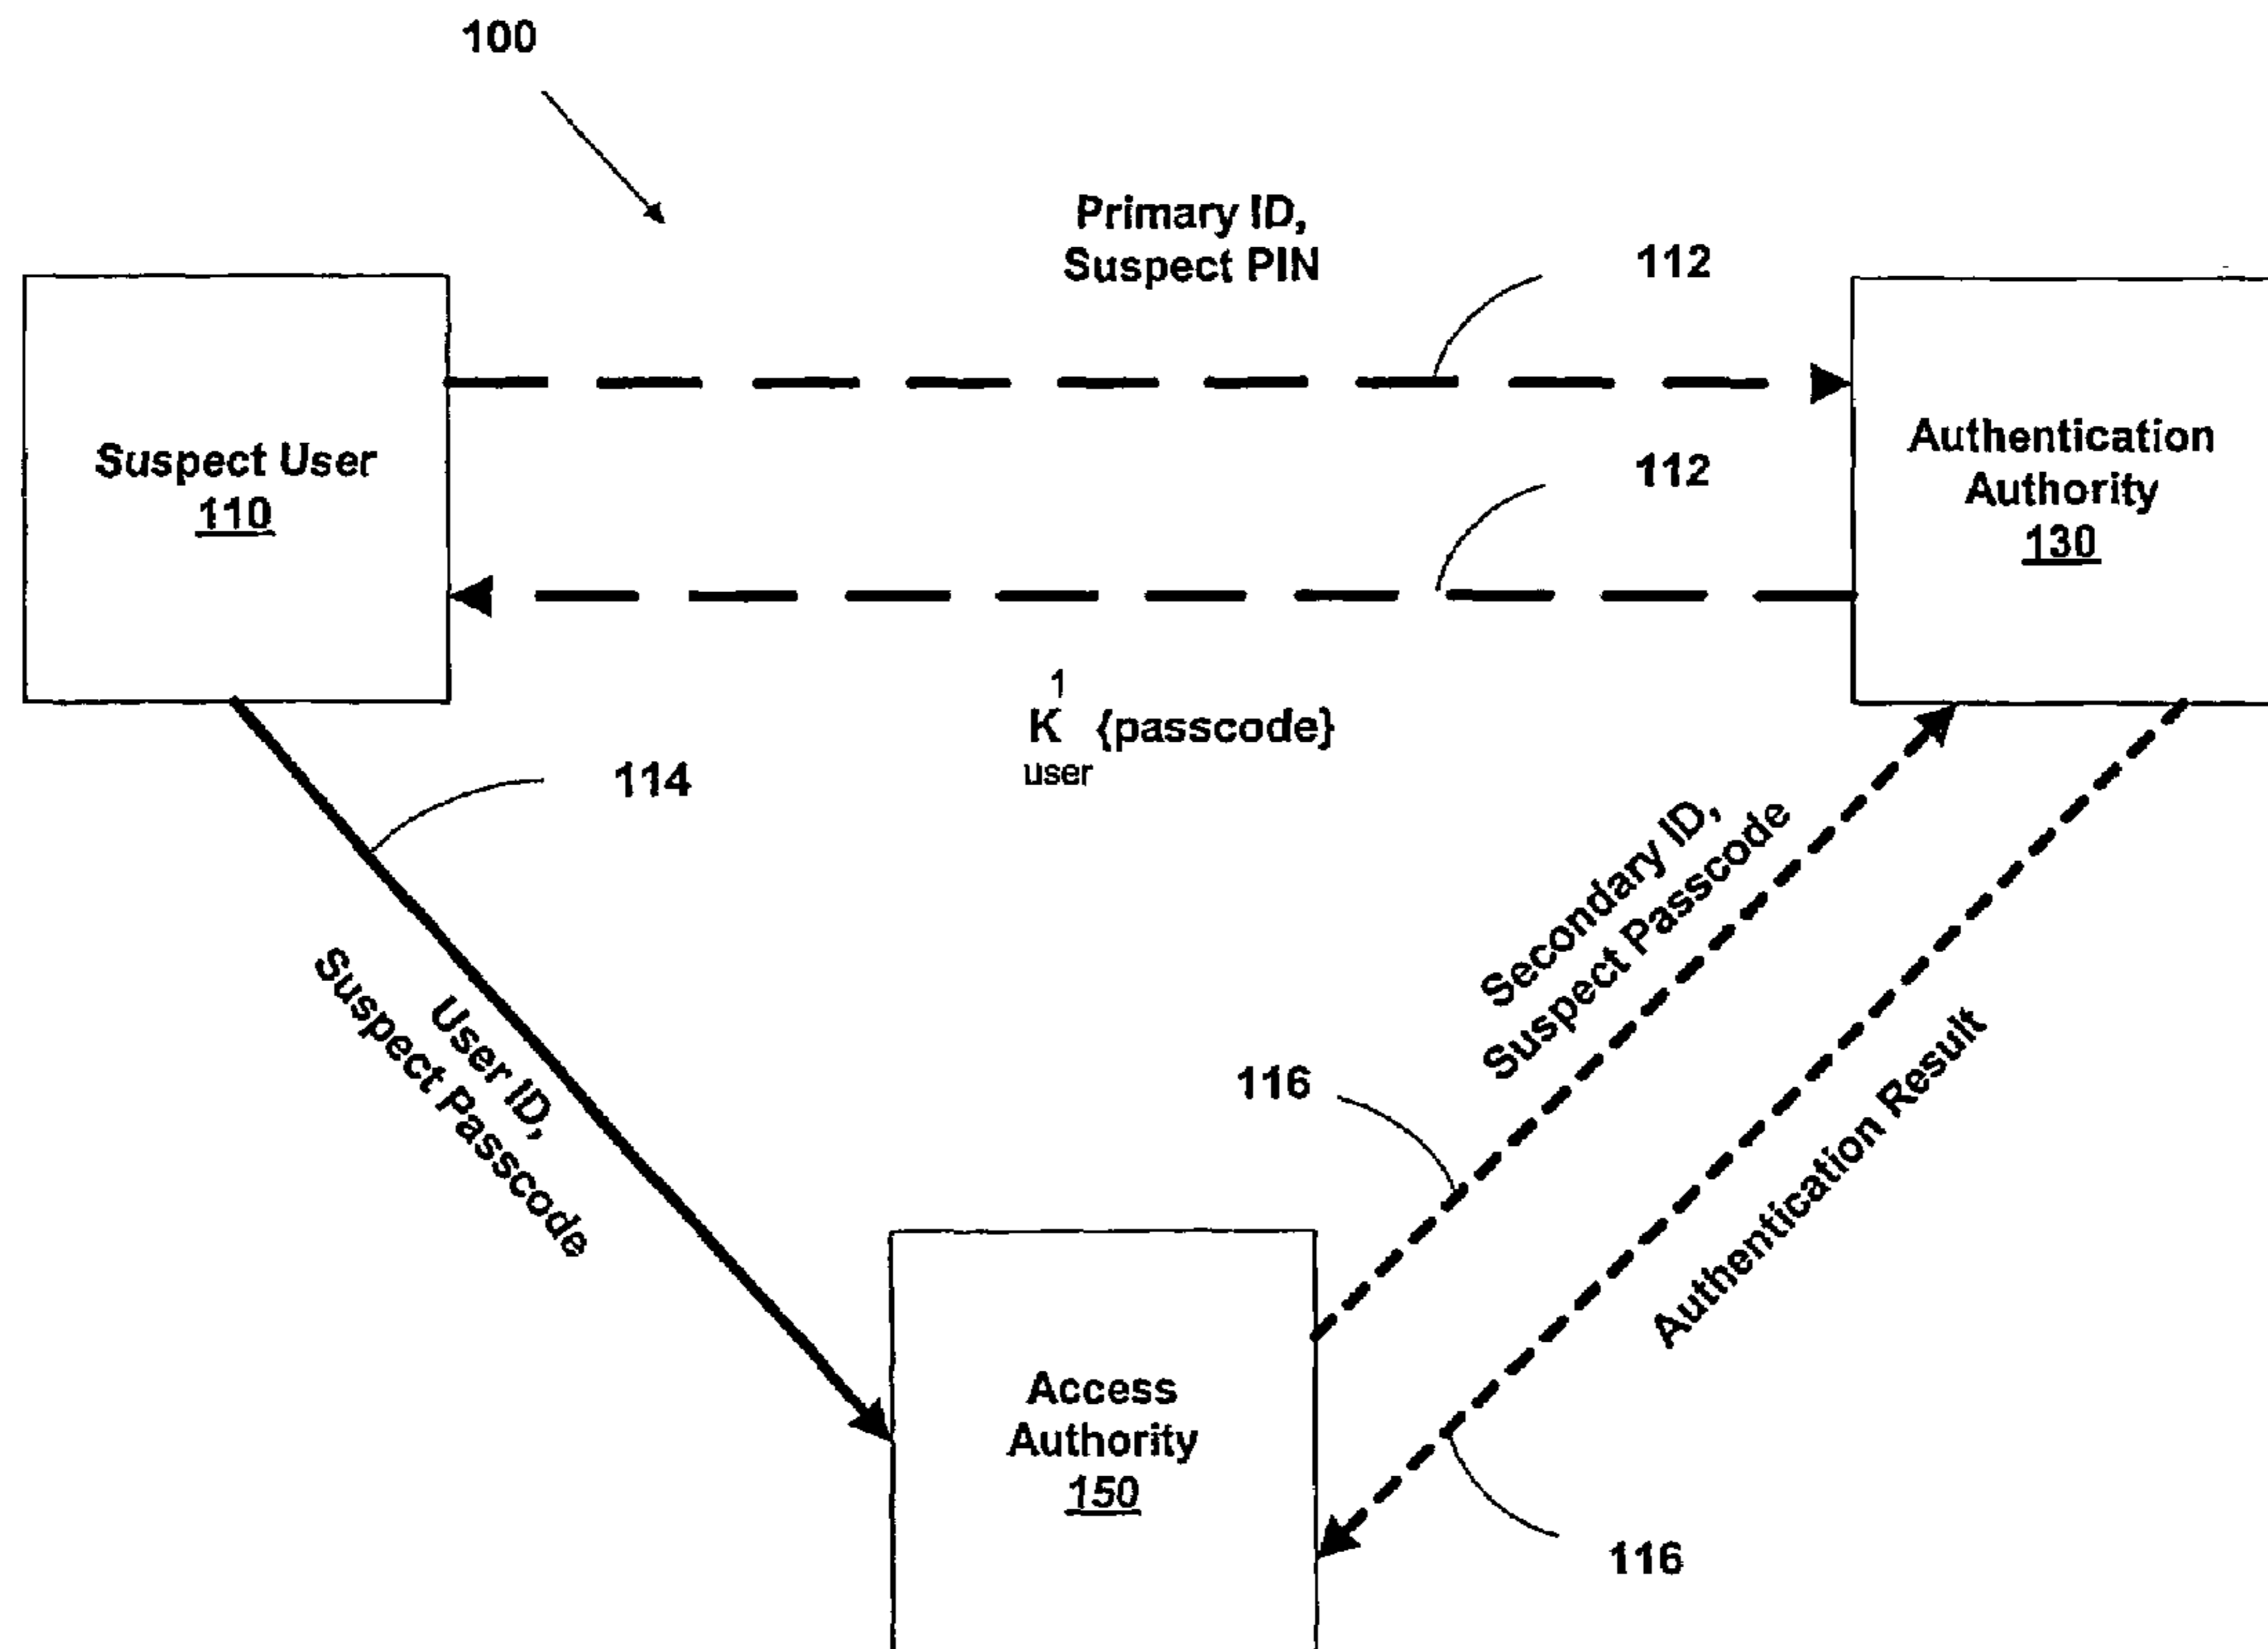 100
Primary ID,
Suspect PIN
112
Suspect User
110
Authentication
Authority
130
112
1
K {passcode}
user
114
User ID,
Suspect Passcode
Secondary ID,
Suspect Passcode
116
Authentication Result
Access
Authority
150
116